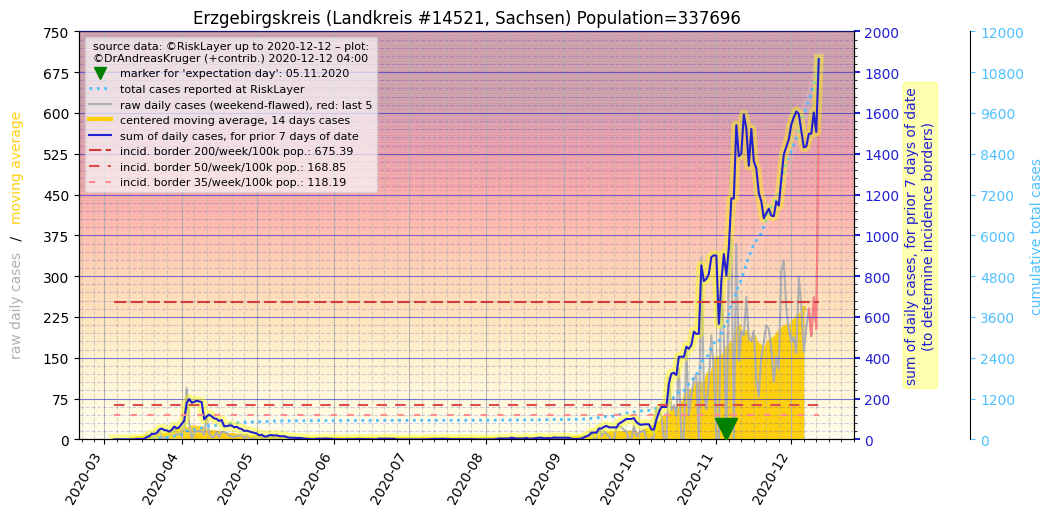 Erzgebirgskreis (Landkreis #14521, Sachsen) Population=337696
source data: ©RiskLayer up to 2020-12-12 – plot:
©DrAndreasKruger (+contrib.) 2020-12-12 04:00
marker for 'expectation day': 05.11.2020
total cases reported at RiskLayer
raw daily cases (weekend-flawed), red: last 5
centered moving average, 14 days cases
sum of daily cases, for prior 7 days of date
incid. border 200/week/100k pop.: 675.39
incid. border 50/week/100k pop.: 168.85
incid. border 35/week/100k pop.: 118.19
raw daily cases / moving average
750
675
600
525
450
375
300
225
150
75
0
2020-03
2020-04
2020-05
2020-06
2020-07
2020-08
2020-09
2020-10
2020-11
2020-12
2000
1800
1600
1400
1200
1000
800
600
400
200
0
sum of daily cases, for prior 7 days of date
(to determine incidence borders)
12000
10800
9600
8400
7200
6000
4800
3600
2400
1200
0
cumulative total cases